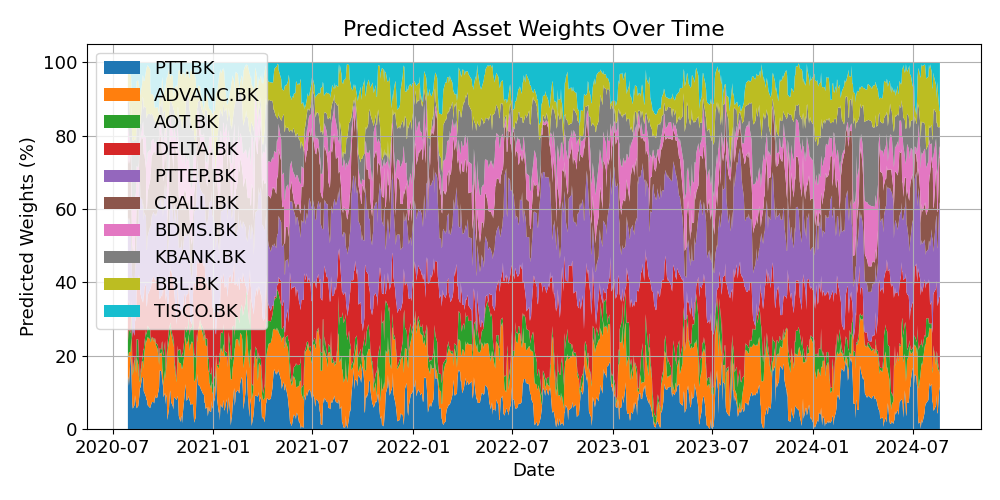 Predicted Asset Weights Over Time
Predicted Weights (%)
100
80
60
40
20
0
PTT.BK
ADVANC.BK
AOT.BK
DELTA.BK
PTTEP.BK
CPALL.BK
BDMS.BK
KBANK.BK
BBL.BK
TISCO.BK
2020-07 2021-01 2021-07 2022-01 2022-07 2023-01 2023-07 2024-01 2024-07
Date